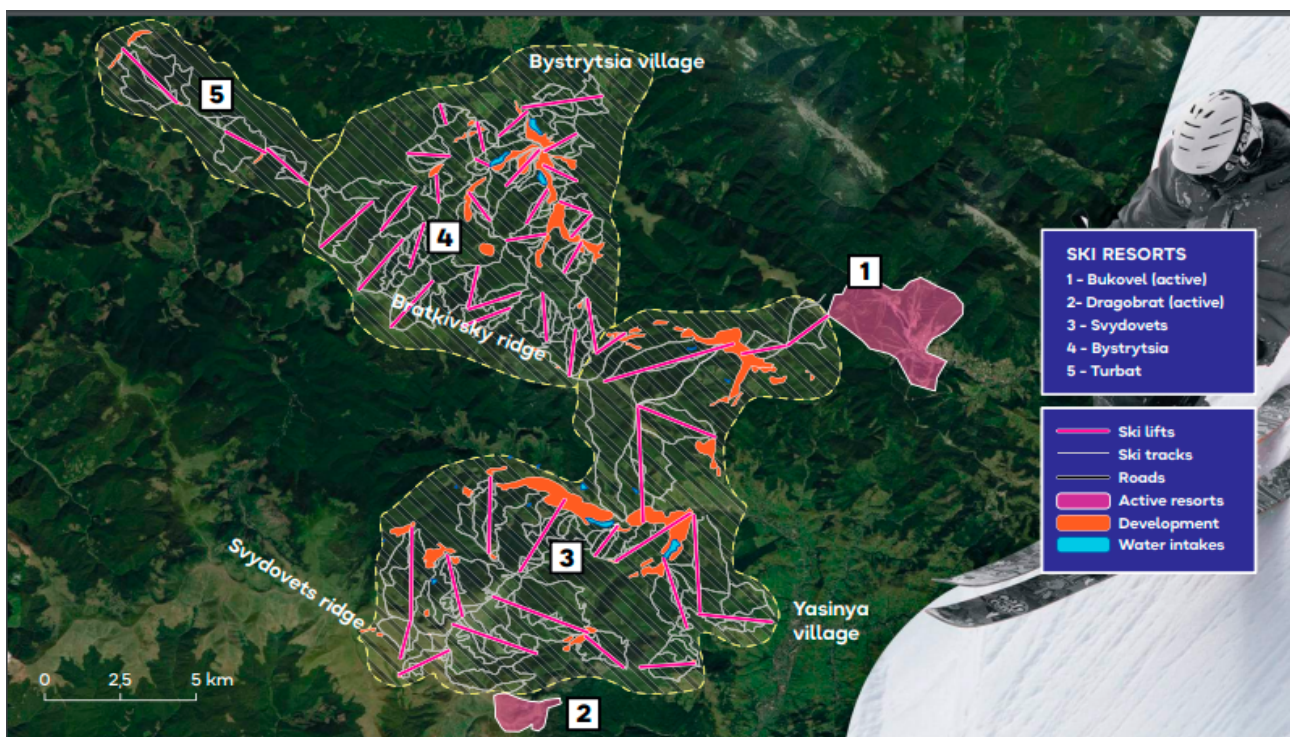 Bystrytsia village
5
4
1
Bratkivsky ridge
3
Svydovets ridge
Yasinya
village
2
0 2,5 5 km
SKI RESORTS
1 - Bukovel (active)
2- Dragobrat (active)
3 - Svydovets
4 - Bystrytsia
5 - Turbat
Ski lifts
Ski tracks
Roads
Active resorts
Development
Water intakes